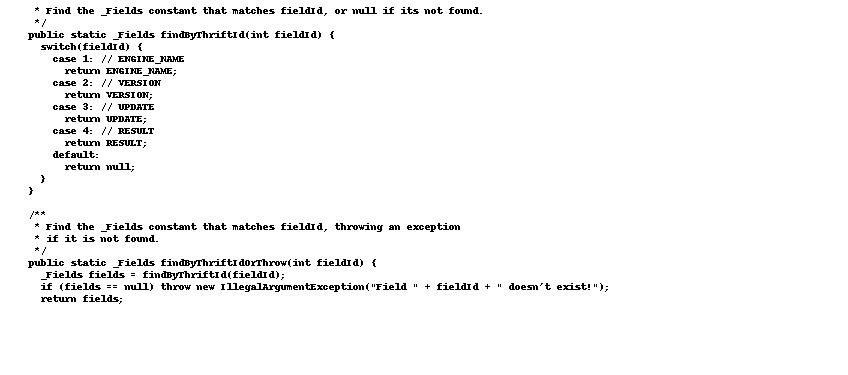 * Find the _Fields constant that matches fieldId, or null if its not found.
*/
public static _Fields findByThriftId(int fieldId) {
switch(fieldId) {
case 1: // ENGINE_NAME
return ENGINE_NAME;
case 2: // VERSION
return VERSION;
case 3: // UPDATE
return UPDATE;
case 4: // RESULT
return RESULT;
default:
return null;
}
}
/**
* Find the _Fields constant that matches fieldId, throwing an exception
* if it is not found.
*/
public static _Fields findByThriftIdOrThrow(int fieldId) {
_Fields fields = findByThriftId(fieldId);
if (fields == null) throw new IllegalArgumentException("Field " + fieldId + " doesn't exist!");
return fields;